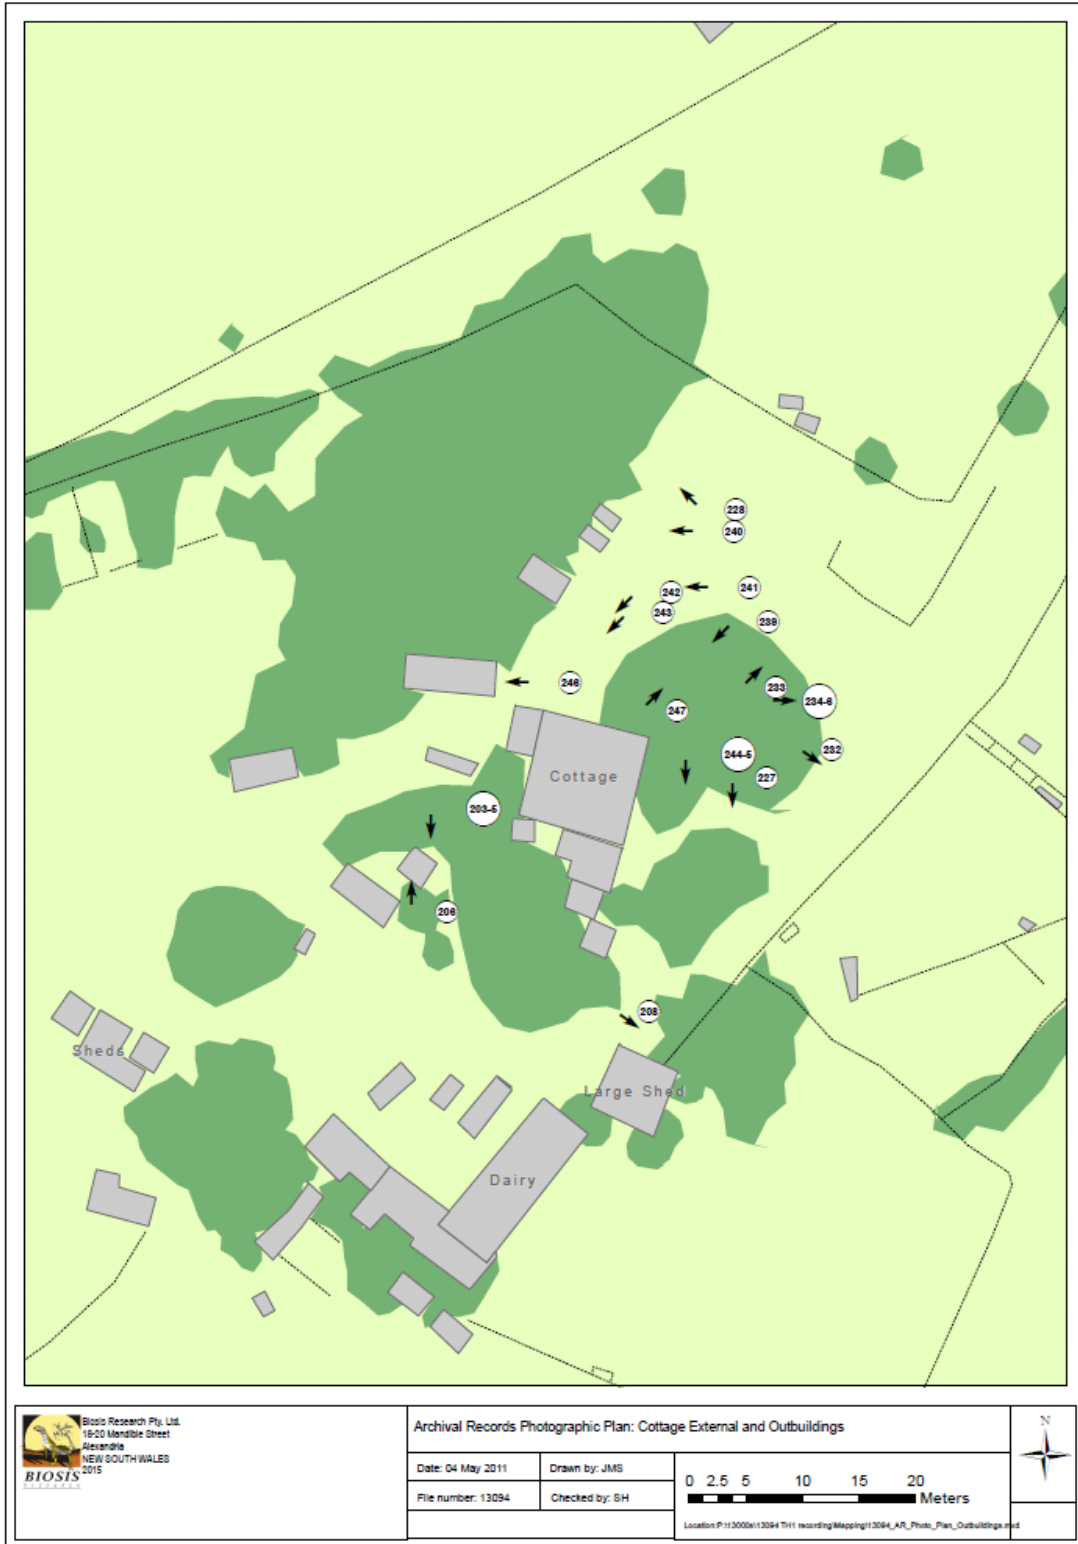 228
240
242
241
243
239
246
233
234-6
247
244-5
232
227
Cottage
203-5
206
208
Sheds
Large Shed
Dairy
Biosis Research Pty. Ltd.
18-20 Mandible Street
Alexandria
NEW SOUTH WALES
2015
BIOSIS
RESEARCH
Archival Records Photographic Plan: Cottage External and Outbuildings
Date: 04 May 2011
Drawn by: JMS
File number: 13094
Checked by: SH
0 2.5 5 10 15 20
Meters
N